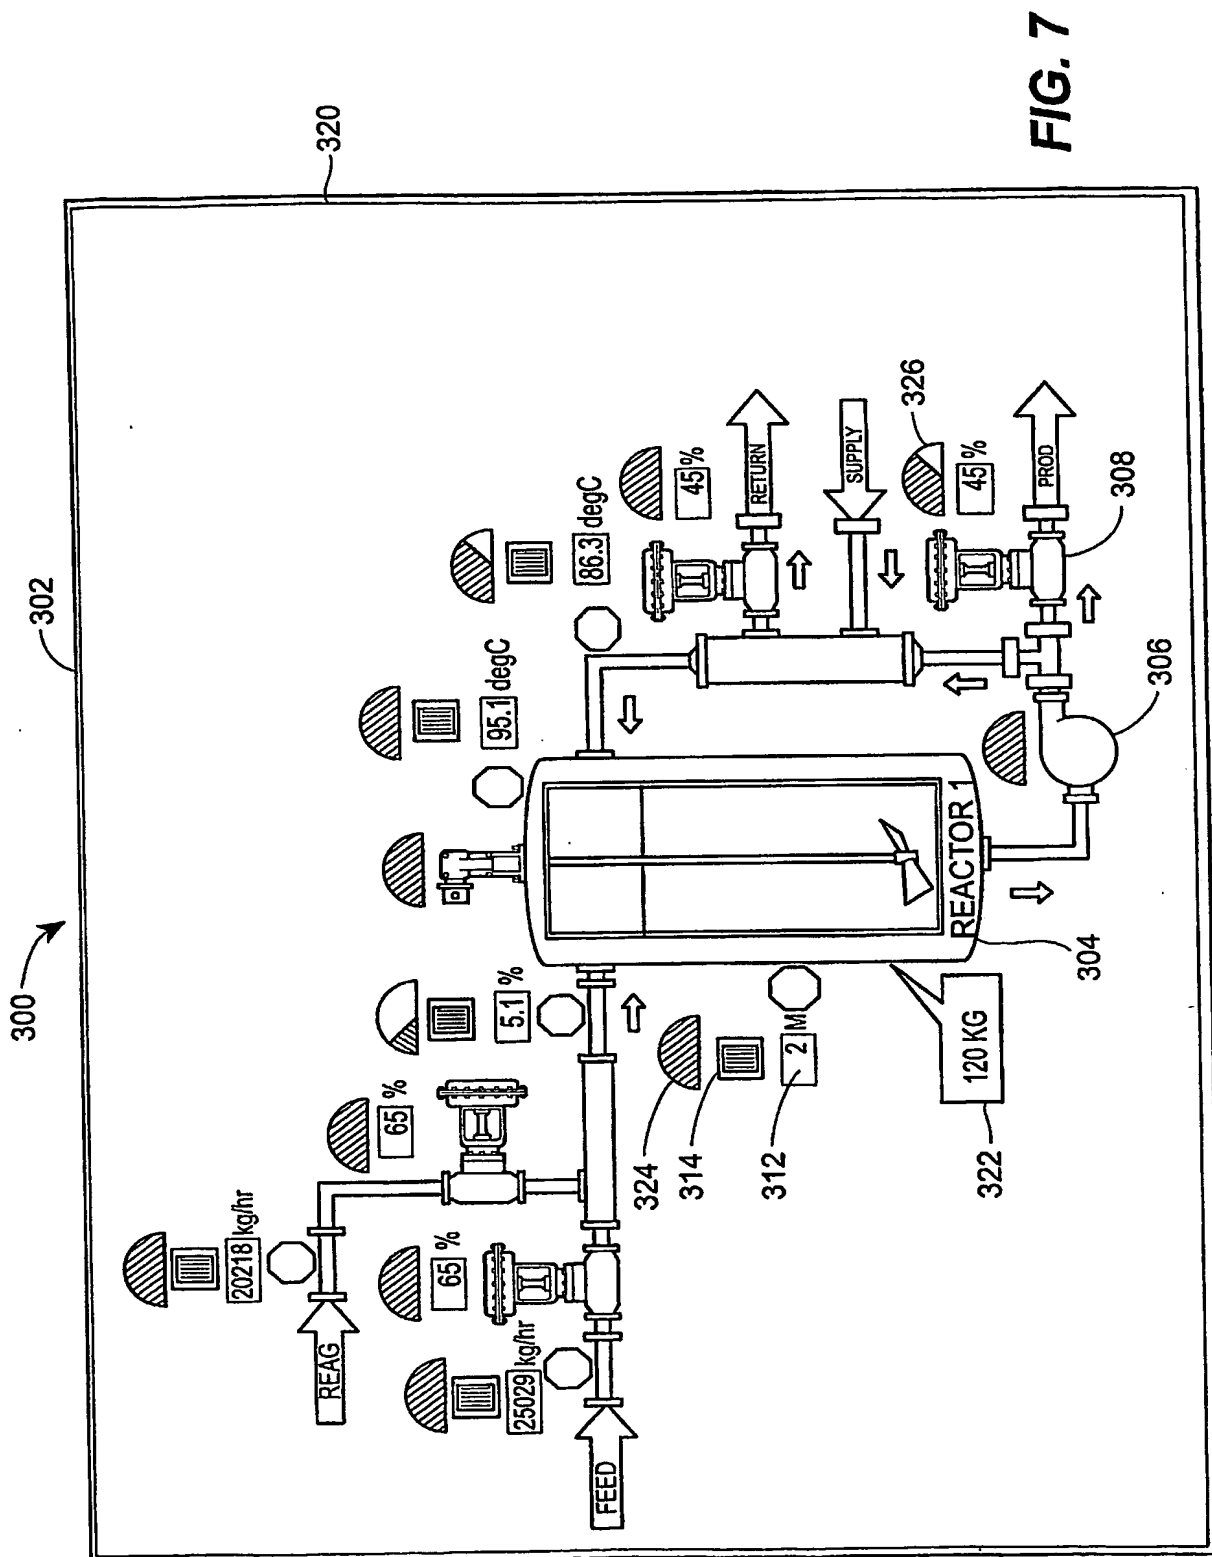 300
302
320
20218 kg/hr
REAG
65 %
65 %
25029 kg/hr
FEED
5.1 %
95.1 degC
86.3 degC
45 %
RETURN
SUPPLY
326
45 %
PROD
308
306
REACTOR 1
304
324
314
312
2 M
120 KG
322
FIG. 7